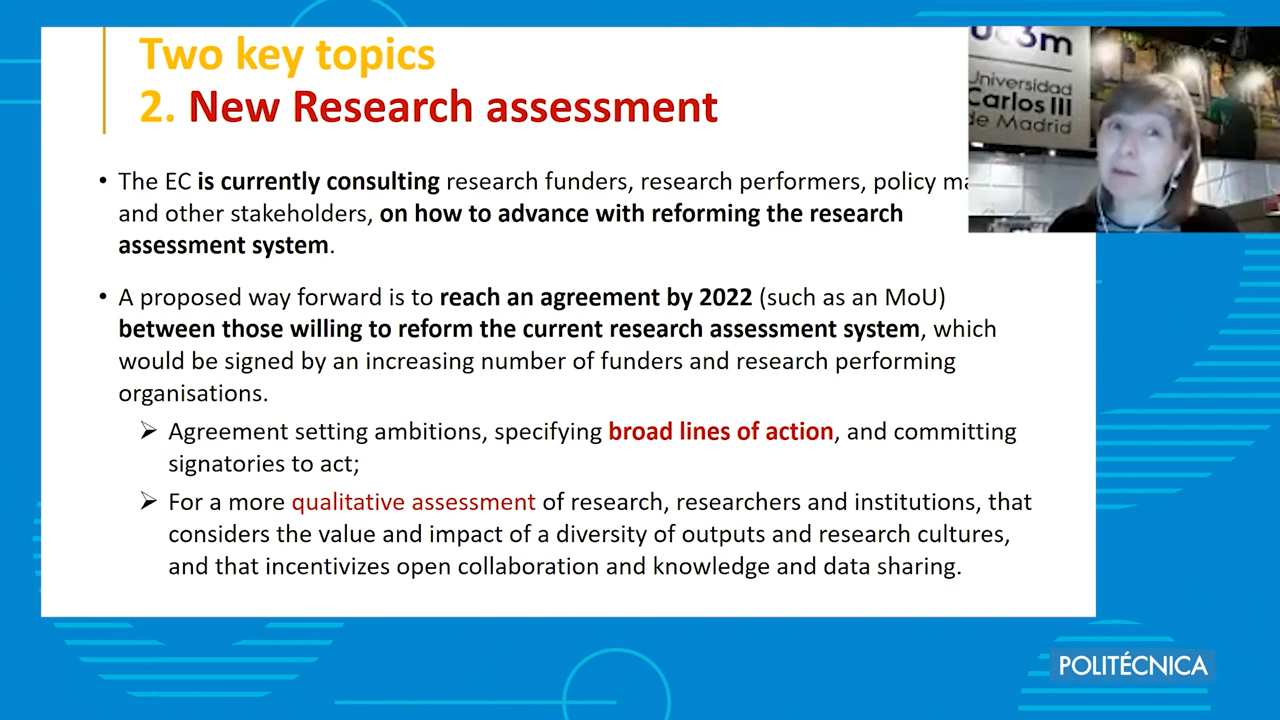 Two key topics
2. New Research assessment
uc3m
Universidad
Carlos III
de Madrid
• The EC is currently consulting research funders, research performers, policy
and other stakeholders, on how to advance with reforming the research
assessment system.
• A proposed way forward is to reach an agreement by 2022 (such as an MoU)
between those willing to reform the current research assessment system, which
would be signed by an increasing number of funders and research performing
organisations.
➢ Agreement setting ambitions, specifying broad lines of action, and committing
signatories to act;
➢ For a more qualitative assessment of research, researchers and institutions, that
considers the value and impact of a diversity of outputs and research cultures,
and that incentivizes open collaboration and knowledge and data sharing.
POLITÉCNICA